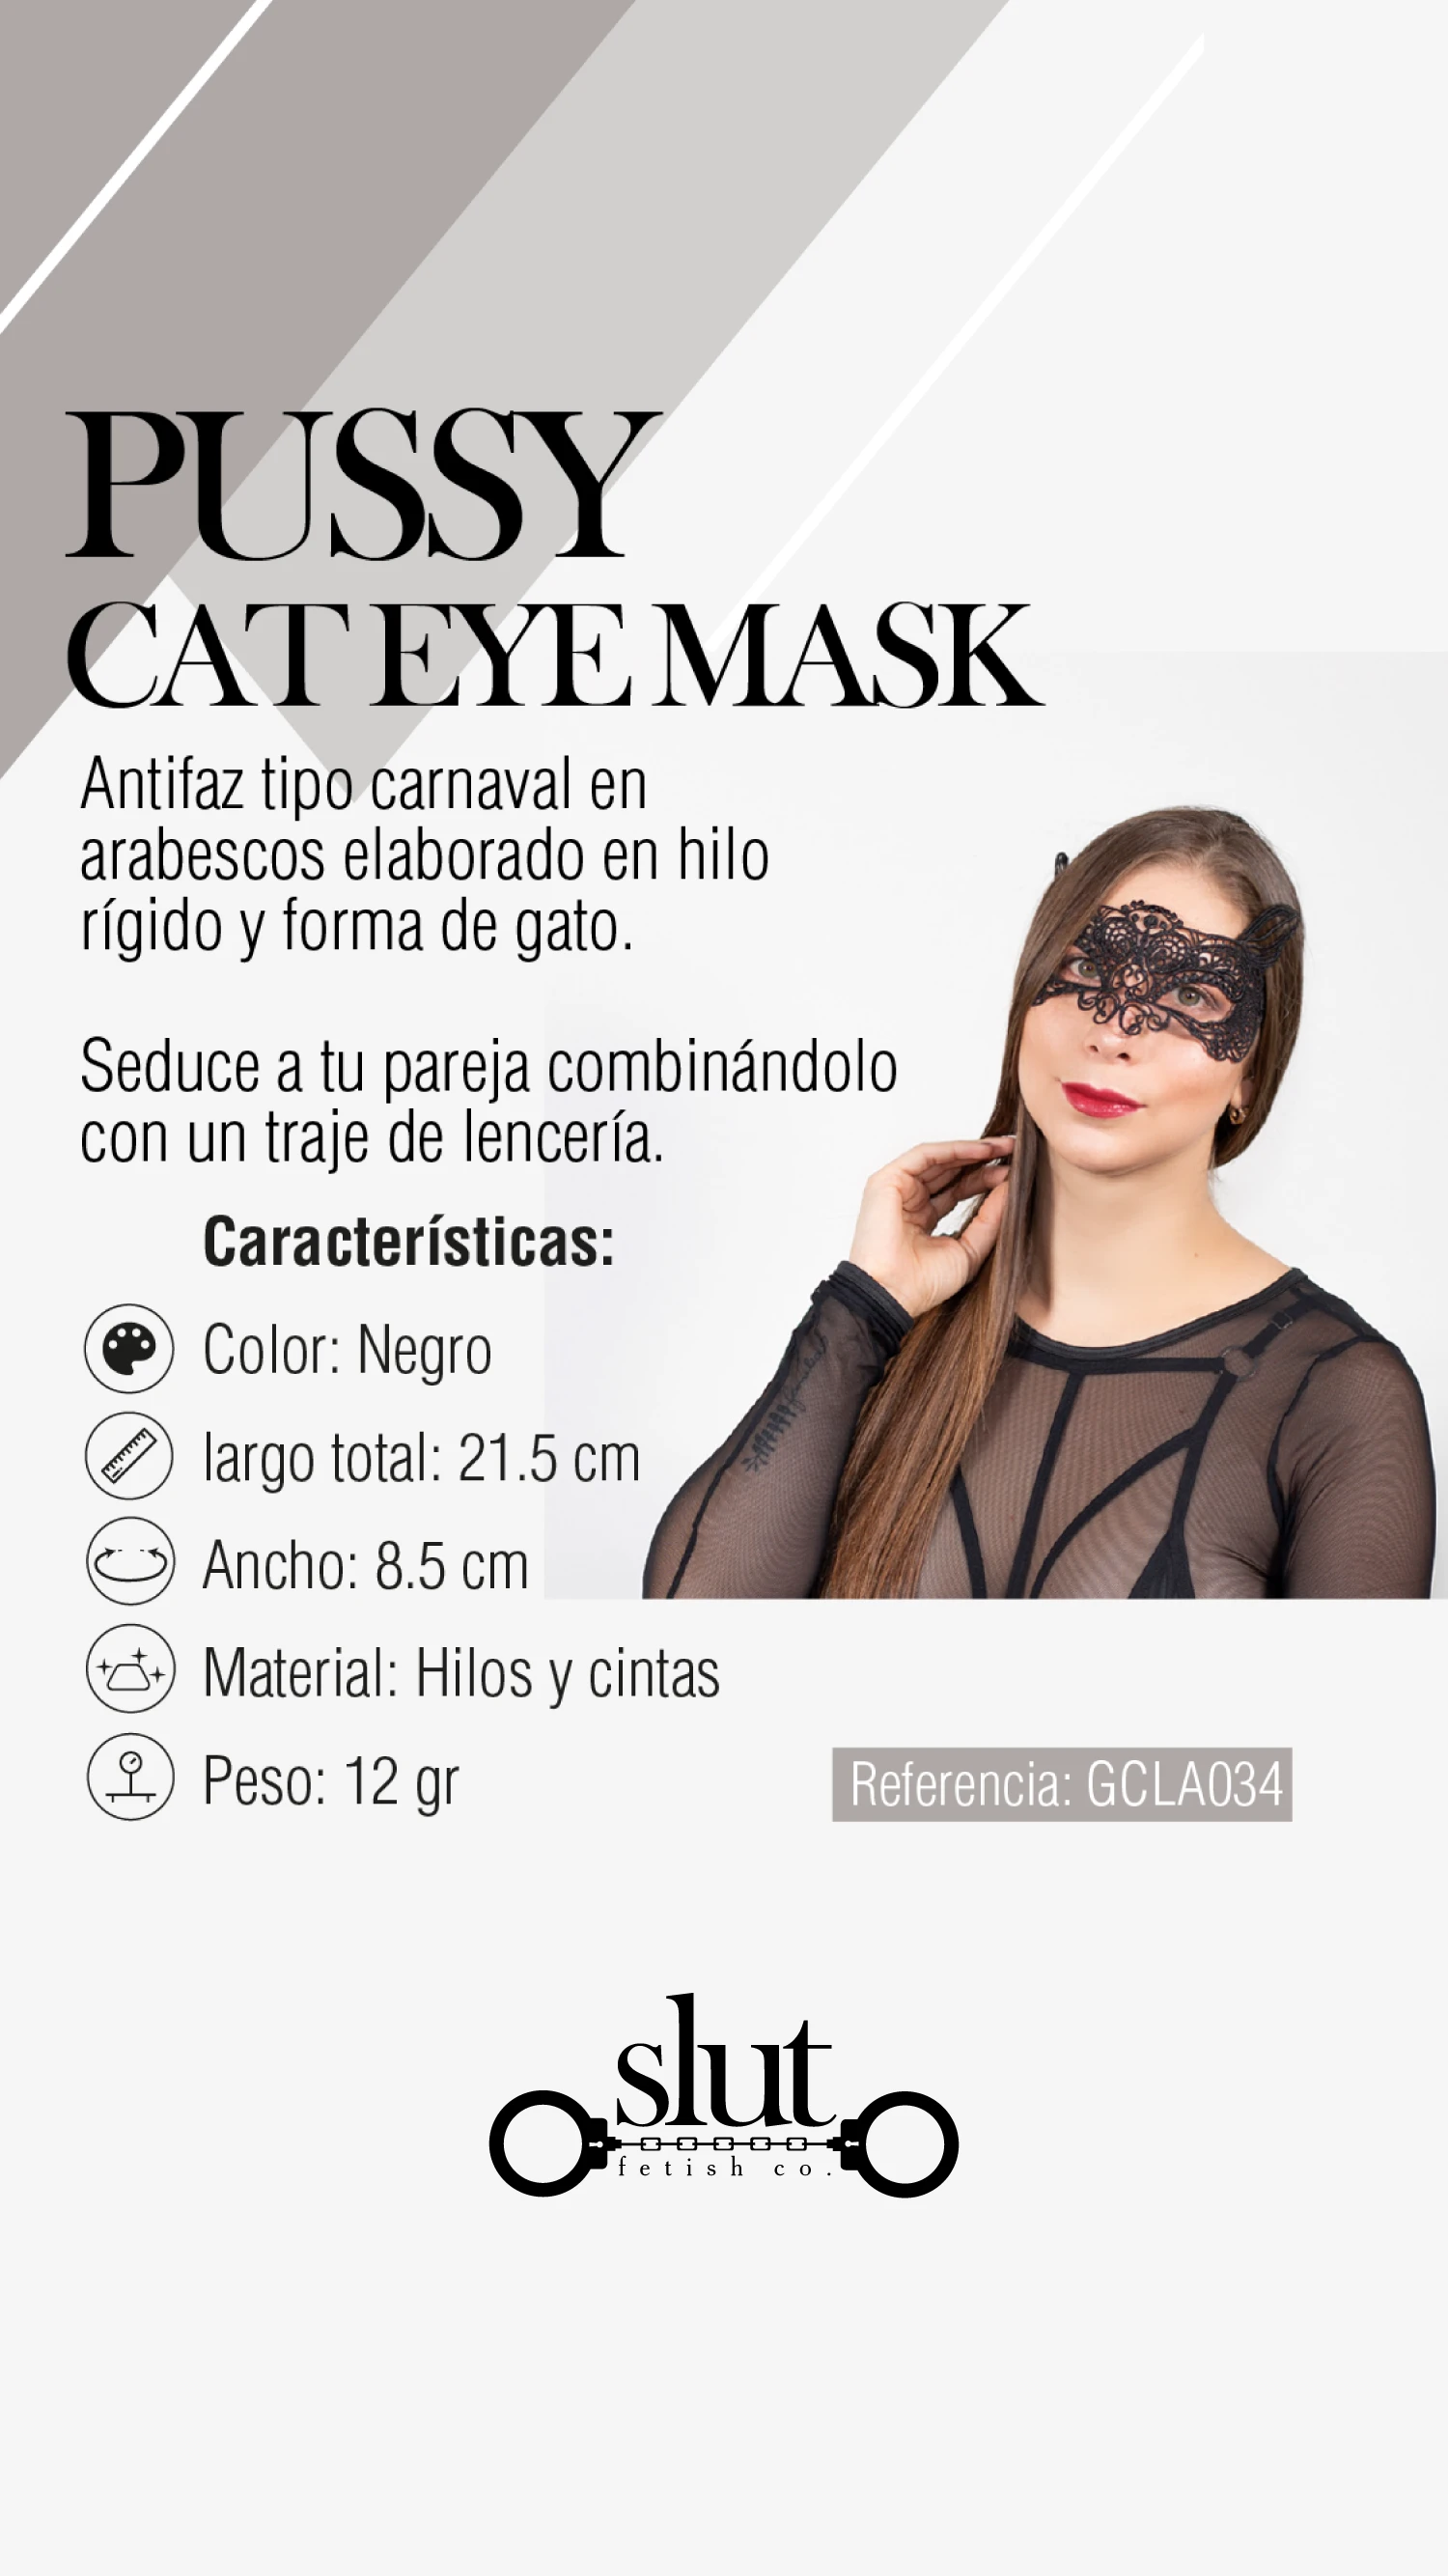 PUSSY
CAT EYE MASK
Antifaz tipo carnaval en
arabescos elaborado en hilo
rígido y forma de gato.
Seduce a tu pareja combinándolo
con un traje de lencería.
Características:
Color: Negro
largo total: 21.5 cm
Ancho: 8.5 cm
Material: Hilos y cintas
Peso: 12 gr
Referencia: GCLA034
slut
fetish co.